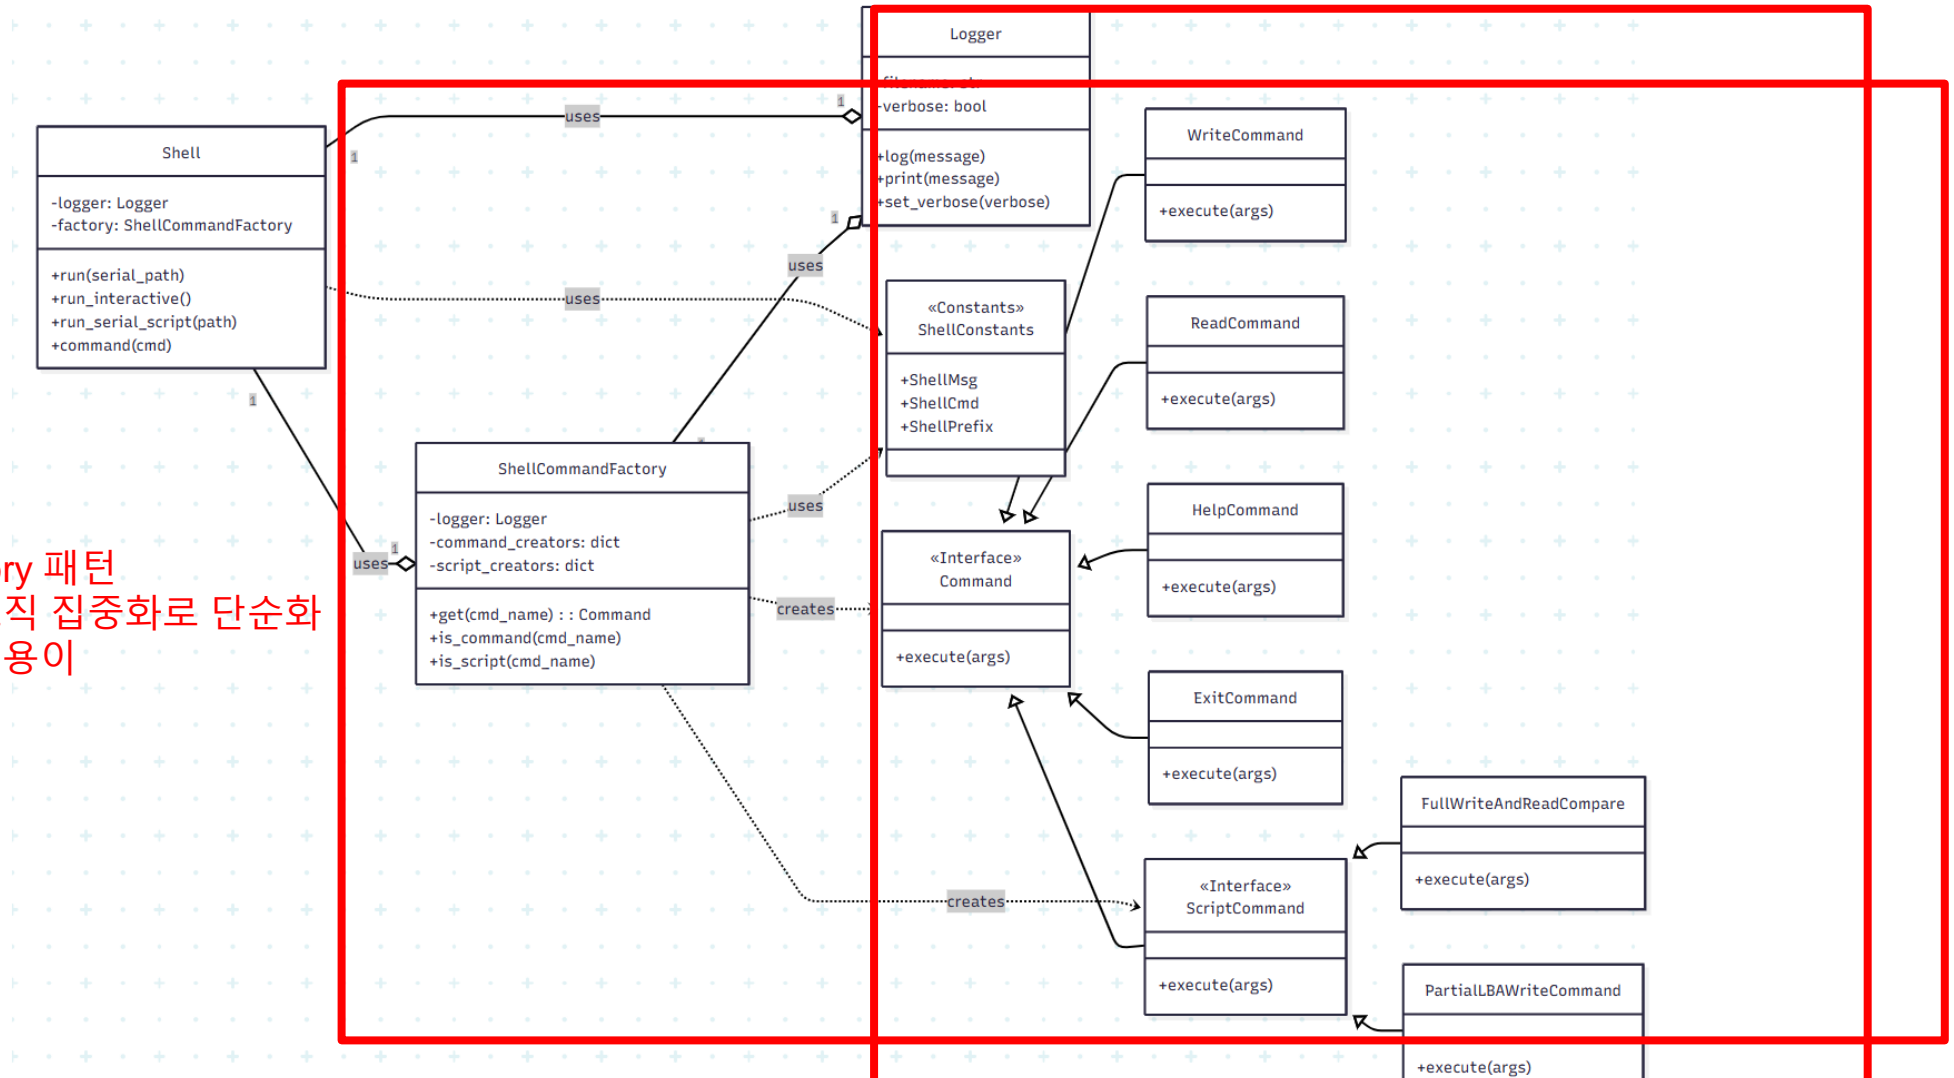 Logger
-filename: str
-verbose: bool
+log(message)
+print(message)
+set_verbose(verbose)
uses
1
1
Shell
-logger: Logger
-factory: ShellCommandFactory
+run(serial_path)
+run_interactive()
+run_serial_script(path)
+command(cmd)
WriteCommand
+execute(args)
1
uses
uses
«Constants»
ShellConstants
+ShellMsg
+ShellCmd
+ShellPrefix
ReadCommand
+execute(args)
1
ShellCommandFactory
-logger: Logger
-command_creators: dict
-script_creators: dict
+get(cmd_name) : : Command
+is_command(cmd_name)
+is_script(cmd_name)
uses
1
uses
creates
HelpCommand
+execute(args)
«Interface»
Command
+execute(args)
ry 패턴
직 집중화로 단순화
용이
ExitCommand
+execute(args)
FullWriteAndReadCompare
+execute(args)
creates
«Interface»
ScriptCommand
+execute(args)
PartialLBAWriteCommand
+execute(args)